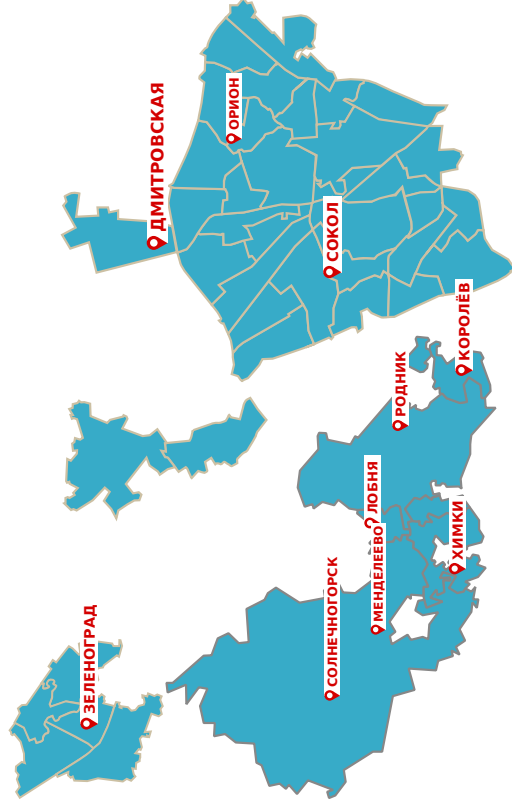 ДМИТРОВСКАЯ
ОРИОН
СОКОЛ
КОРОЛЁВ
РОДНИК
ЛОБНЯ
ХИМКИ
МЕНДЕЛЕЕВО
СОЛНЕЧНОГОРСК
ЗЕЛЕНОГРАД